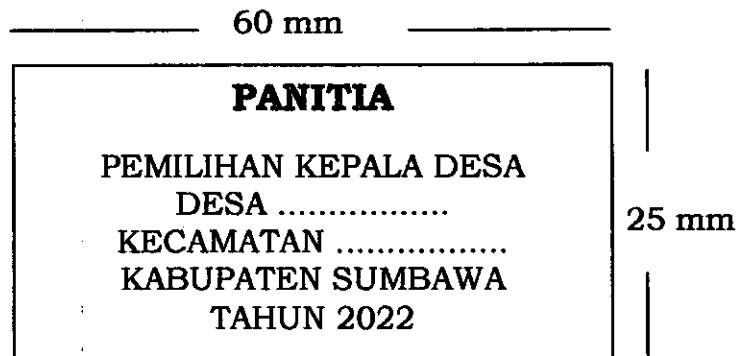 60 mm
PANITIA
PEMILIHAN KEPALA DESA
DESA .................
KECAMATAN .................
25 mm
KABUPATEN SUMBAWA
TAHUN 2022